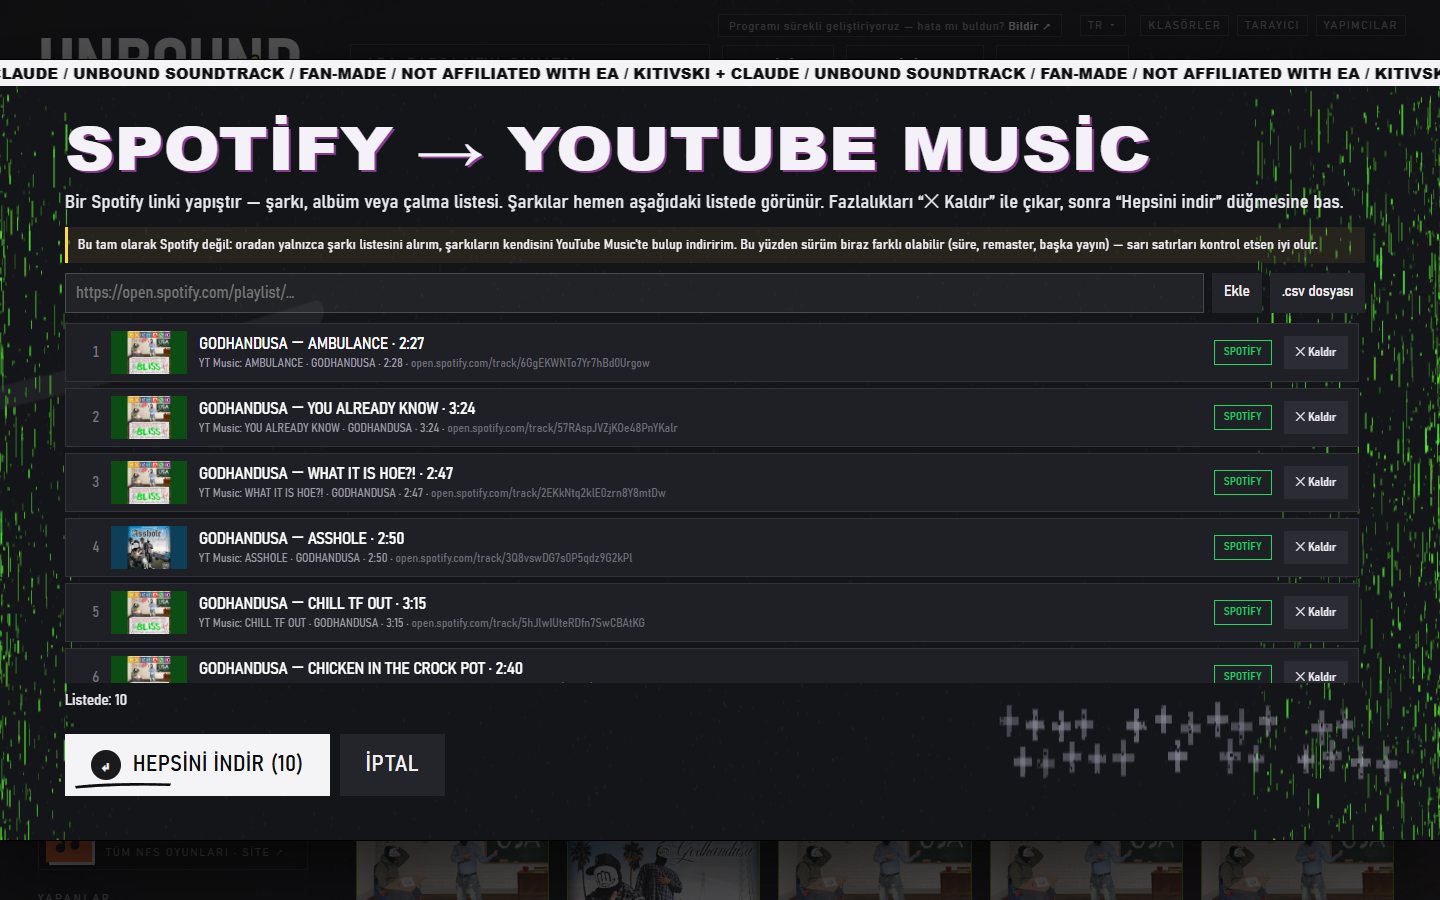 Programı sürekli geliştiriyoruz — hata mı buldun? Bildir ↗
TR
KLASÖRLER
TARAYICI
YAPIMCILAR
UNBOUND
CLAUDE / UNBOUND SOUNDTRACK / FAN-MADE / NOT AFFILIATED WITH EA / KITIVSKI + CLAUDE / UNBOUND SOUNDTRACK / FAN-MADE / NOT AFFILIATED WITH EA / KITIVSK
SPOTİFY → YOUTUBE MUSİC
Bir Spotify linki yapıştır — şarkı, albüm veya çalma listesi. Şarkılar hemen aşağıdaki listede görünür. Fazlalıkları “✕ Kaldır” ile çıkar, sonra “Hepsini indir” düğmesine bas.
Bu tam olarak Spotify değil: oradan yalnızca şarkı listesini alırım, şarkıların kendisini YouTube Music'te bulup indiririm. Bu yüzden sürüm biraz farklı olabilir (süre, remaster, başka yayın) — sarı satırları kontrol etsen iyi olur.
https://open.spotify.com/playlist/...
Ekle
.csv dosyası
1
GODHANDUSA — AMBULANCE · 2:27
YT Music: AMBULANCE · GODHANDUSA · 2:28 · open.spotify.com/track/6GgEKWNTo7Yr7hBd0Urgow
SPOTİFY
✕ Kaldır
2
GODHANDUSA — YOU ALREADY KNOW · 3:24
YT Music: YOU ALREADY KNOW · GODHANDUSA · 3:24 · open.spotify.com/track/57RAspJVZjKOe48PnYKalr
SPOTİFY
✕ Kaldır
3
GODHANDUSA — WHAT IT IS HOE?! · 2:47
YT Music: WHAT IT IS HOE?! · GODHANDUSA · 2:47 · open.spotify.com/track/2EKkNtq2klE0zrn8Y8mtDw
SPOTİFY
✕ Kaldır
4
GODHANDUSA — ASSHOLE · 2:50
YT Music: ASSHOLE · GODHANDUSA · 2:50 · open.spotify.com/track/3Q8vswDG7s0P5qdz9G2kPl
SPOTİFY
✕ Kaldır
5
GODHANDUSA — CHILL TF OUT · 3:15
YT Music: CHILL TF OUT · GODHANDUSA · 3:15 · open.spotify.com/track/5hJlwIUteRDfn7SwCBAtKG
SPOTİFY
✕ Kaldır
6
GODHANDUSA — CHICKEN IN THE CROCK POT · 2:40
SPOTİFY
✕ Kaldır
Listede: 10
HEPSİNİ İNDİR (10)
İPTAL
TÜM NFS OYUNLARI · SİTE ↗
YAPANLAR